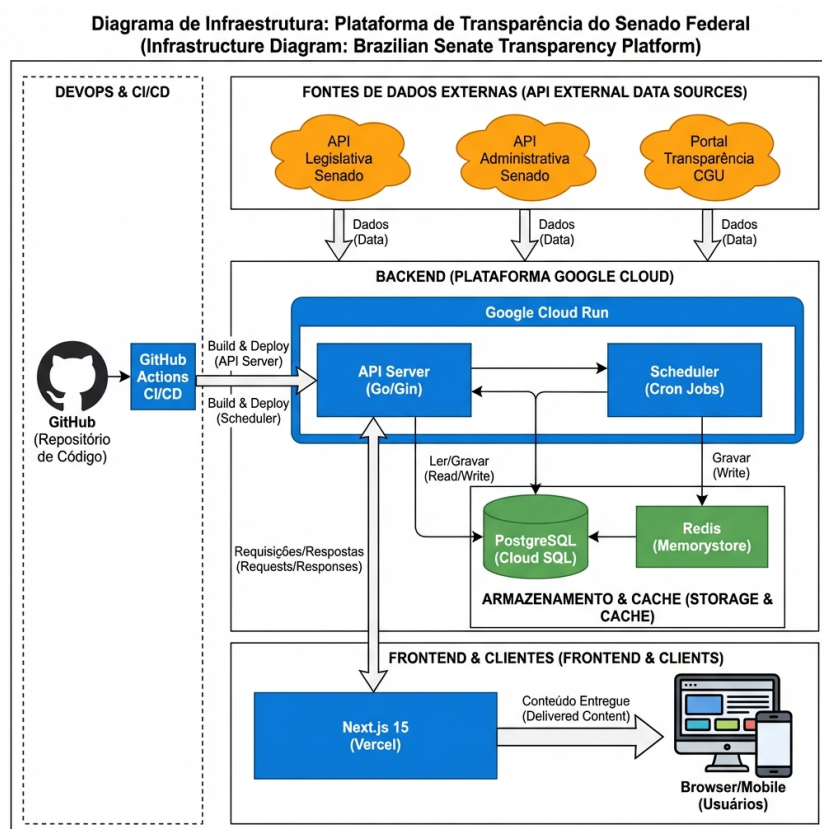 Diagrama de Infraestrutura: Plataforma de Transparência do Senado Federal
(Infrastructure Diagram: Brazilian Senate Transparency Platform)
DEVOPS & CI/CD
FONTES DE DADOS EXTERNAS (API EXTERNAL DATA SOURCES)
API
Legislativa
Senado
API
Administrativa
Senado
Portal
Transparência
CGU
Dados
(Data)
Dados
(Data)
Dados
(Data)
BACKEND (PLATAFORMA GOOGLE CLOUD)
Google Cloud Run
GitHub
(Repositório
de Código)
GitHub
Actions
CI/CD
Build & Deploy
(API Server)
Build & Deploy
(Scheduler)
API Server
(Go/Gin)
Scheduler
(Cron Jobs)
Ler/Gravar
(Read/Write)
Gravar
(Write)
PostgreSQL
(Cloud SQL)
Redis
(Memorystore)
ARMAZENAMENTO & CACHE (STORAGE &
CACHE)
Requisições/Respostas
(Requests/Responses)
FRONTEND & CLIENTES (FRONTEND & CLIENTS)
Next.js 15
(Vercel)
Conteúdo Entregue
(Delivered Content)
Browser/Mobile
(Usuários)